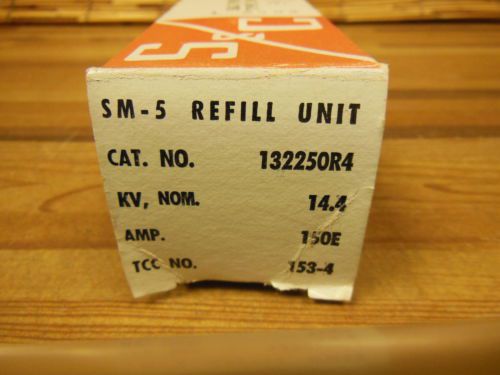 S&C
SM-5 REFILL UNIT
CAT. NO. 132250R4
KV, NOM. 14.4
AMP. 150E
TCC NO. 153-4